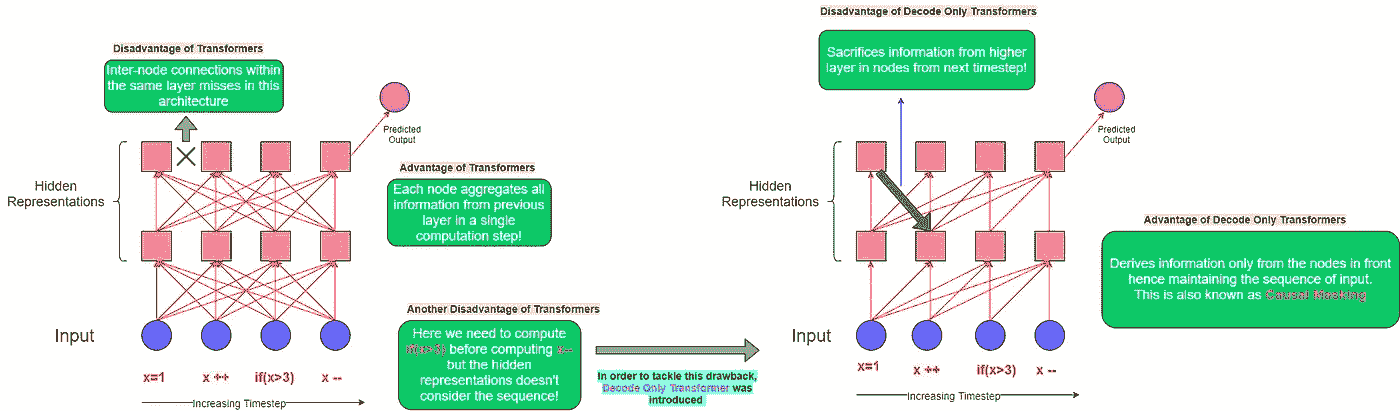 Disadvantage of Transformers
Inter-node connections within
the same layer misses in this
architecture
Predicted
Output
Hidden
Representations
Advantage of Transformers
Each node aggregates all
information from previous
layer in a single
computation step!
Another Disadvantage of Transformers
Here we need to compute
if(x>3) before computing x--
but the hidden
representations doesn't
consider the sequence!
Input
x=1
x ++
if(x>3)
x --
Increasing Timestep
In order to tackle this drawback,
Decode Only Transformer was
introduced
Disadvantage of Decode Only Transformers
Sacrifices information from higher
layer in nodes from next timestep!
Predicted
Output
Hidden
Representations
Advantage of Decode Only Transformers
Derives information only from the nodes in front
hence maintaining the sequence of input.
This is also known as Causal Masking
Input
x=1
x ++
if(x>3)
x --
Increasing Timestep